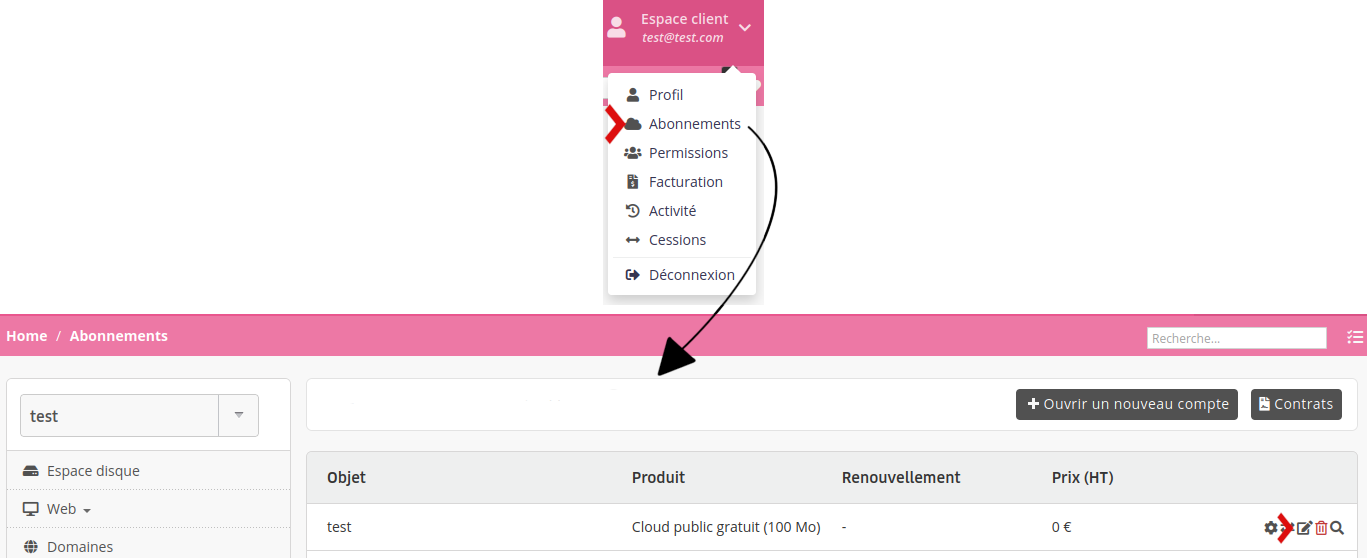 Espace client
test@test.com
Profil
Abonnements
Permissions
Facturation
Activité
Cessions
Déconnexion
Home / Abonnements
Recherche...
test
Ouvrir un nouveau compte
Contrats
Espace disque
Web
Domaines
Objet Produit Renouvellement Prix (HT)
test Cloud public gratuit (100 Mo) - 0 €